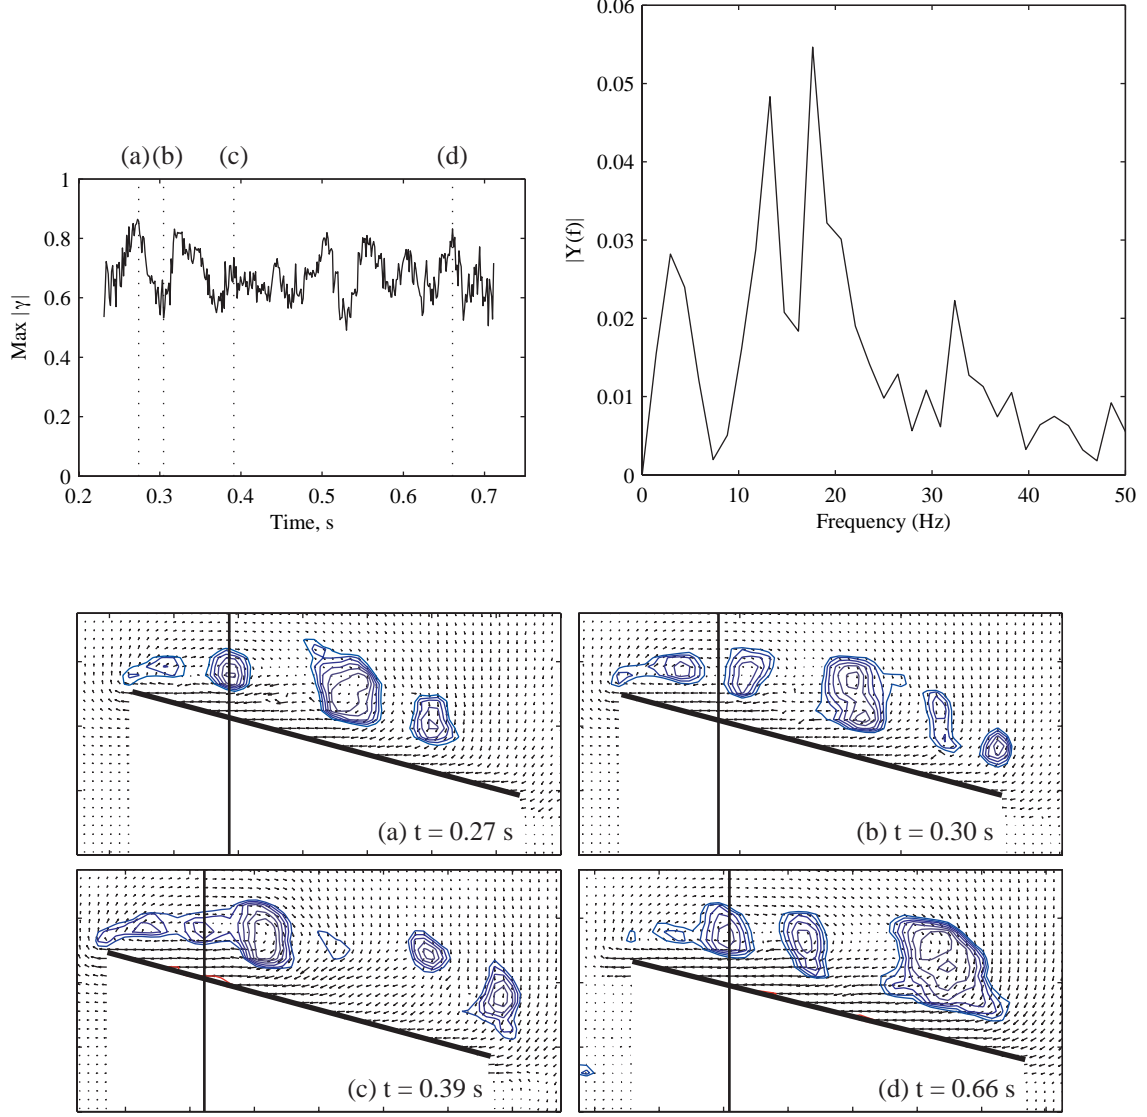 (a) (b) (c) (d)
1
0.8
0.6
0.4
0.2
0
Max |γ|
0.2 0.3 0.4 0.5 0.6 0.7
Time, s
0.06
0.05
0.04
0.03
0.02
0.01
0
|Y(f)|
0 10 20 30 40 50
Frequency (Hz)
(a) t = 0.27 s
(b) t = 0.30 s
(c) t = 0.39 s
(d) t = 0.66 s